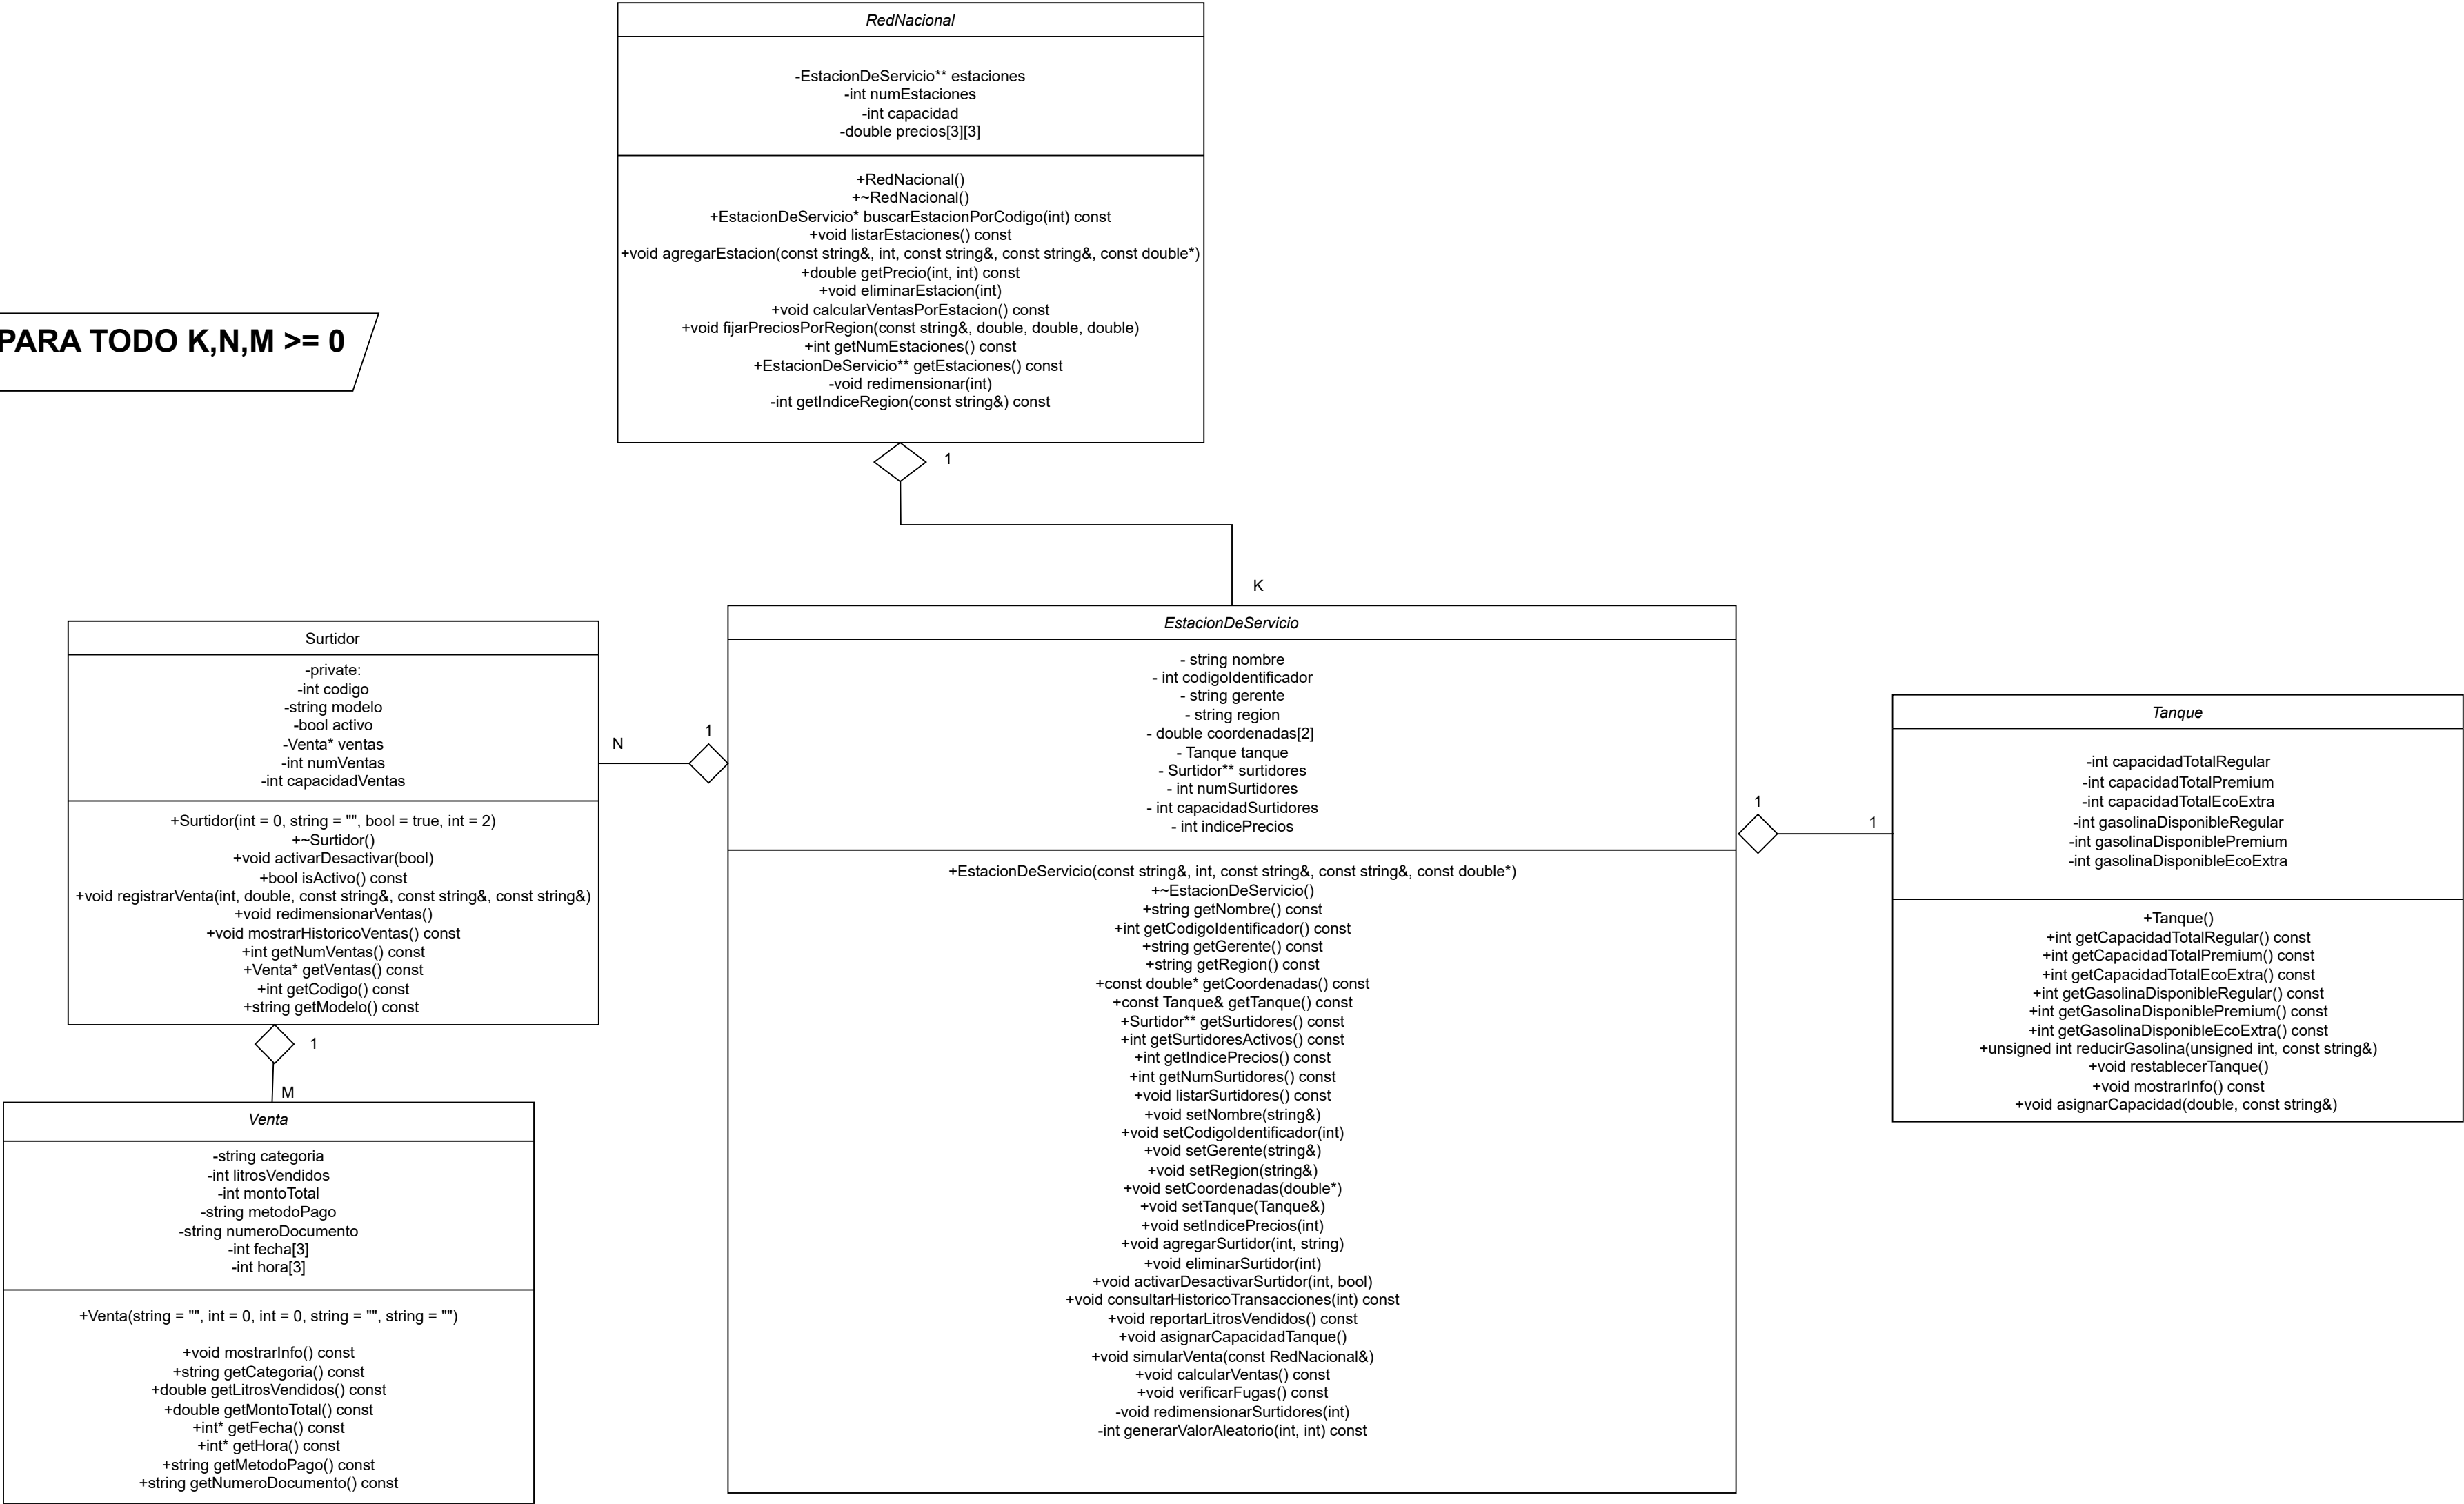 RedNacional
-EstacionDeServicio** estaciones
-int numEstaciones
-int capacidad
-double precios[3][3]
+RedNacional()
+~RedNacional()
+EstacionDeServicio* buscarEstacionPorCodigo(int) const
+void listarEstaciones() const
+void agregarEstacion(const string&, int, const string&, const string&, const double*)
+double getPrecio(int, int) const
+void eliminarEstacion(int)
+void calcularVentasPorEstacion() const
+void fijarPreciosPorRegion(const string&, double, double, double)
+int getNumEstaciones() const
+EstacionDeServicio** getEstaciones() const
-void redimensionar(int)
-int getIndiceRegion(const string&) const
PARA TODO K,N,M >= 0
1
K
Surtidor
-private:
-int codigo
-string modelo
-bool activo
-Venta* ventas
-int numVentas
-int capacidadVentas
+Surtidor(int = 0, string = "", bool = true, int = 2)
+~Surtidor()
+void activarDesactivar(bool)
+bool isActivo() const
+void registrarVenta(int, double, const string&, const string&, const string&)
+void redimensionarVentas()
+void mostrarHistoricoVentas() const
+int getNumVentas() const
+Venta* getVentas() const
+int getCodigo() const
+string getModelo() const
N
1
1
M
Venta
-string categoria
-int litrosVendidos
-int montoTotal
-string metodoPago
-string numeroDocumento
-int fecha[3]
-int hora[3]
+Venta(string = "", int = 0, int = 0, string = "", string = "")
+void mostrarInfo() const
+string getCategoria() const
+double getLitrosVendidos() const
+double getMontoTotal() const
+int* getFecha() const
+int* getHora() const
+string getMetodoPago() const
+string getNumeroDocumento() const
EstacionDeServicio
- string nombre
- int codigoIdentificador
- string gerente
- string region
- double coordenadas[2]
- Tanque tanque
- Surtidor** surtidores
- int numSurtidores
- int capacidadSurtidores
- int indicePrecios
+EstacionDeServicio(const string&, int, const string&, const string&, const double*)
+~EstacionDeServicio()
+string getNombre() const
+int getCodigoIdentificador() const
+string getGerente() const
+string getRegion() const
+const double* getCoordenadas() const
+const Tanque& getTanque() const
+Surtidor** getSurtidores() const
+int getSurtidoresActivos() const
+int getIndicePrecios() const
+int getNumSurtidores() const
+void listarSurtidores() const
+void setNombre(string&)
+void setCodigoIdentificador(int)
+void setGerente(string&)
+void setRegion(string&)
+void setCoordenadas(double*)
+void setTanque(Tanque&)
+void setIndicePrecios(int)
+void agregarSurtidor(int, string)
+void eliminarSurtidor(int)
+void activarDesactivarSurtidor(int, bool)
+void consultarHistoricoTransacciones(int) const
+void reportarLitrosVendidos() const
+void asignarCapacidadTanque()
+void simularVenta(const RedNacional&)
+void calcularVentas() const
+void verificarFugas() const
-void redimensionarSurtidores(int)
-int generarValorAleatorio(int, int) const
1
1
Tanque
-int capacidadTotalRegular
-int capacidadTotalPremium
-int capacidadTotalEcoExtra
-int gasolinaDisponibleRegular
-int gasolinaDisponiblePremium
-int gasolinaDisponibleEcoExtra
+Tanque()
+int getCapacidadTotalRegular() const
+int getCapacidadTotalPremium() const
+int getCapacidadTotalEcoExtra() const
+int getGasolinaDisponibleRegular() const
+int getGasolinaDisponiblePremium() const
+int getGasolinaDisponibleEcoExtra() const
+unsigned int reducirGasolina(unsigned int, const string&)
+void restablecerTanque()
+void mostrarInfo() const
+void asignarCapacidad(double, const string&)